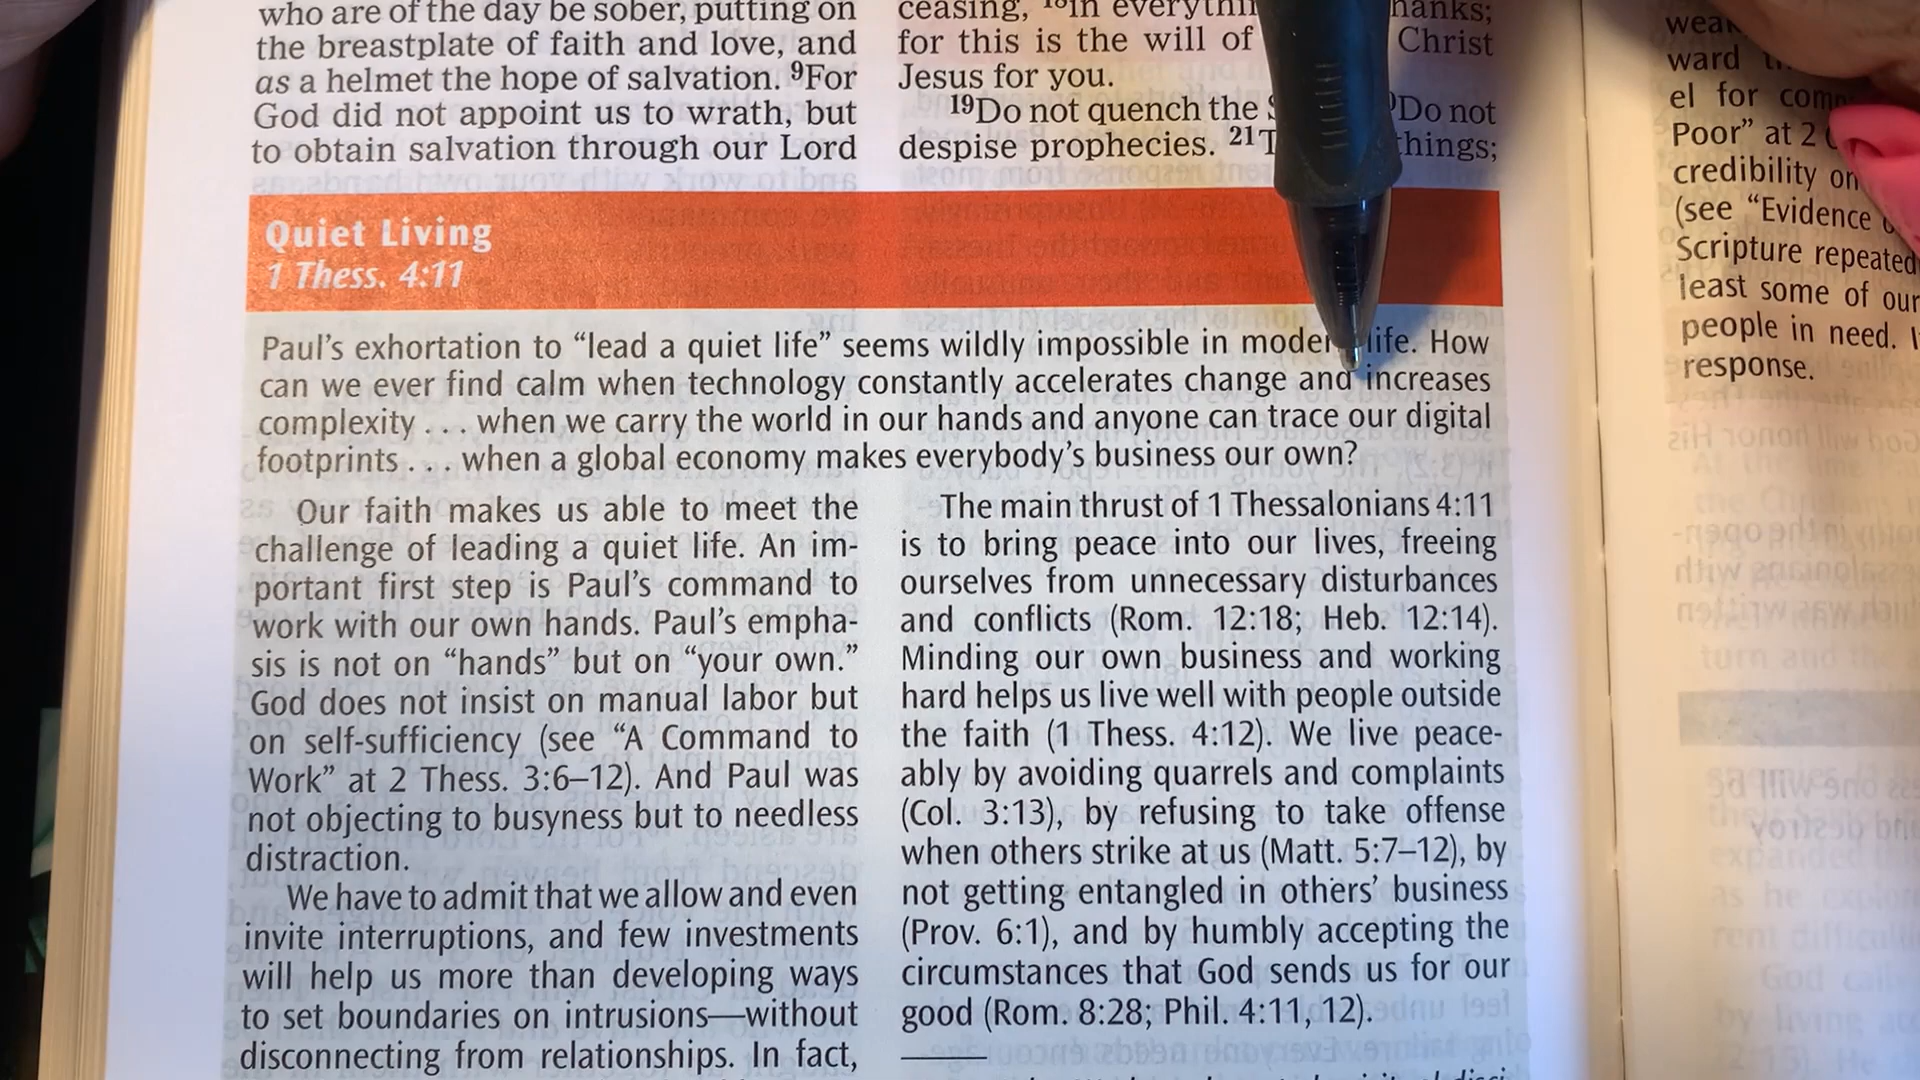 who are of the day be sober, putting on
the breastplate of faith and love, and
as a helmet the hope of salvation. 9For
God did not appoint us to wrath, but
to obtain salvation through our Lord
ceasing, 18in
for this is the will of Christ
Jesus for you.
19Do not quench the Do not
despise prophecies. 21 things;
Quiet Living
1 Thess. 4:11
Paul's exhortation to “lead a quiet life” seems wildly impossible in life. How
can we ever find calm when technology constantly accelerates change and increases
complexity . . . when we carry the world in our hands and anyone can trace our digital
footprints . . . when a global economy makes everybody's business our own?
Our faith makes us able to meet the
challenge of leading a quiet life. An im-
portant first step is Paul's command to
work with our own hands. Paul's empha-
sis is not on “hands” but on “your own.”
God does not insist on manual labor but
on self-sufficiency (see “A Command to
Work” at 2 Thess. 3:6–12). And Paul was
not objecting to busyness but to needless
distraction.
We have to admit that we allow and even
invite interruptions, and few investments
will help us more than developing ways
to set boundaries on intrusions—without
disconnecting from relationships. In fact,
The main thrust of 1 Thessalonians 4:11
is to bring peace into our lives, freeing
ourselves from unnecessary disturbances
and conflicts (Rom. 12:18; Heb. 12:14).
Minding our own business and working
hard helps us live well with people outside
the faith (1 Thess. 4:12). We live peace-
ably by avoiding quarrels and complaints
(Col. 3:13), by refusing to take offense
when others strike at us (Matt. 5:7–12), by
not getting entangled in others' business
(Prov. 6:1), and by humbly accepting the
circumstances that God sends us for our
good (Rom. 8:28; Phil. 4:11, 12).
ward
el for
Poor” at 2
credibility on
(see “Evidence
Scripture
least some of our
people in need.
response.